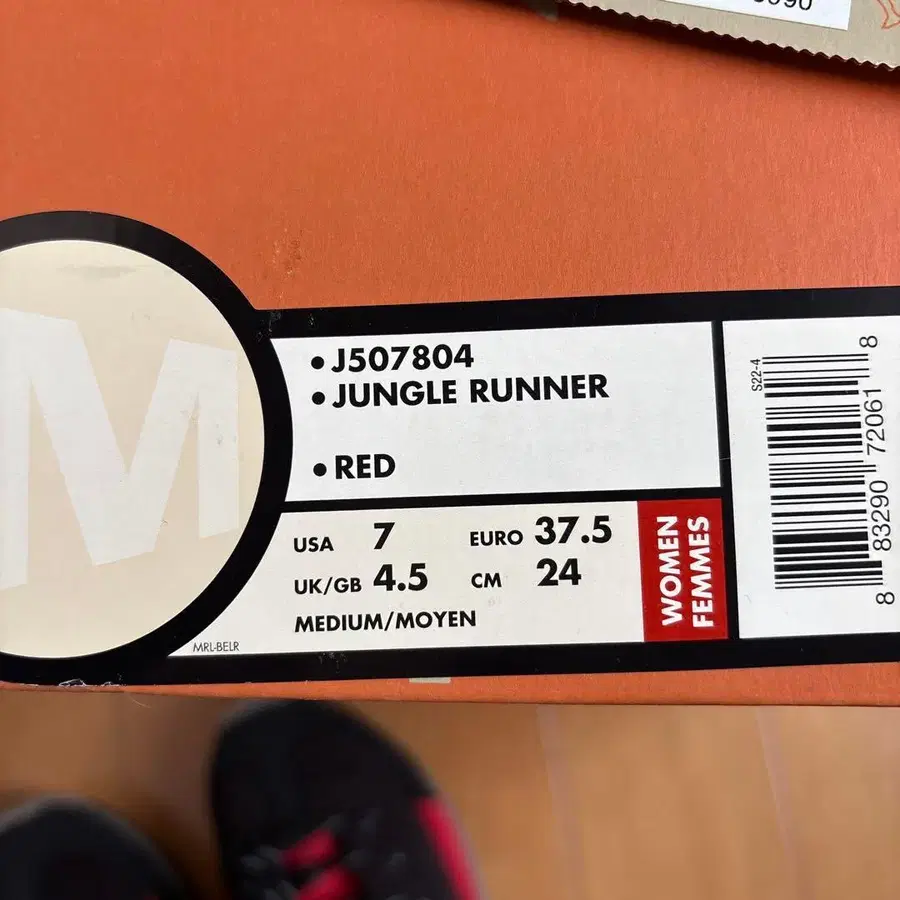 M
• J507804
• JUNGLE RUNNER
• RED
USA 7 EURO 37.5
UK/GB 4.5 CM 24
MEDIUM/MOYEN
WOMEN
FEMMES
MRL-BELR
S22-4
8 83290 72061 8